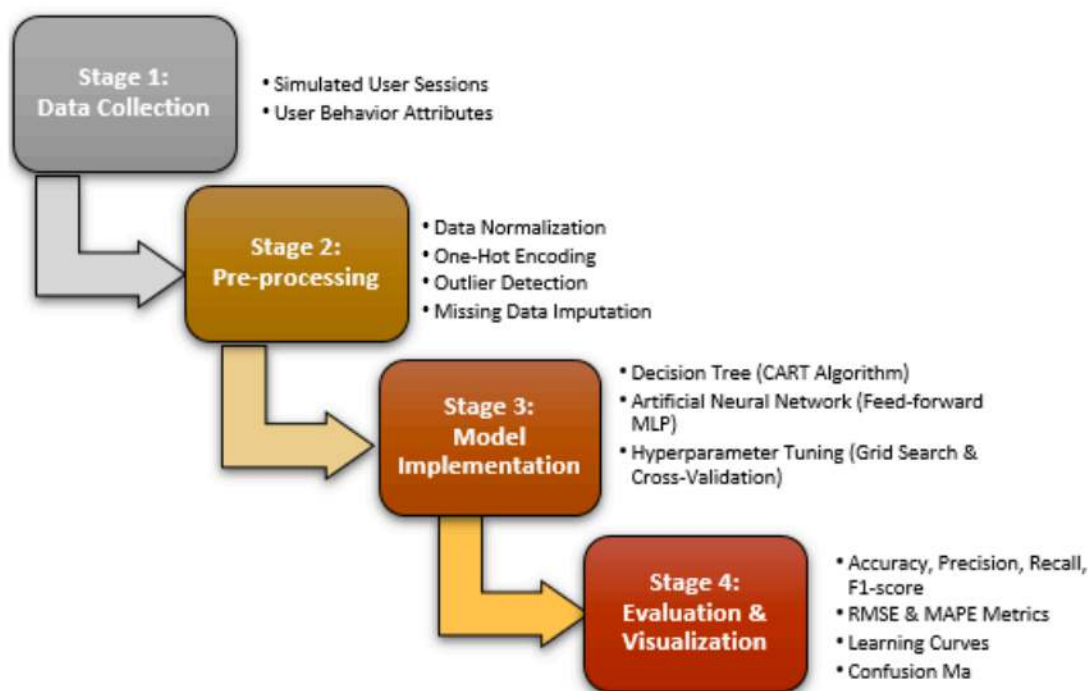 Stage 1:
Data Collection
• Simulated User Sessions
• User Behavior Attributes
Stage 2:
Pre-processing
• Data Normalization
• One-Hot Encoding
• Outlier Detection
• Missing Data Imputation
Stage 3:
Model
Implementation
• Decision Tree (CART Algorithm)
• Artificial Neural Network (Feed-forward
MLP)
• Hyperparameter Tuning (Grid Search &
Cross-Validation)
Stage 4:
Evaluation &
Visualization
• Accuracy, Precision, Recall,
F1-score
• RMSE & MAPE Metrics
• Learning Curves
• Confusion Ma